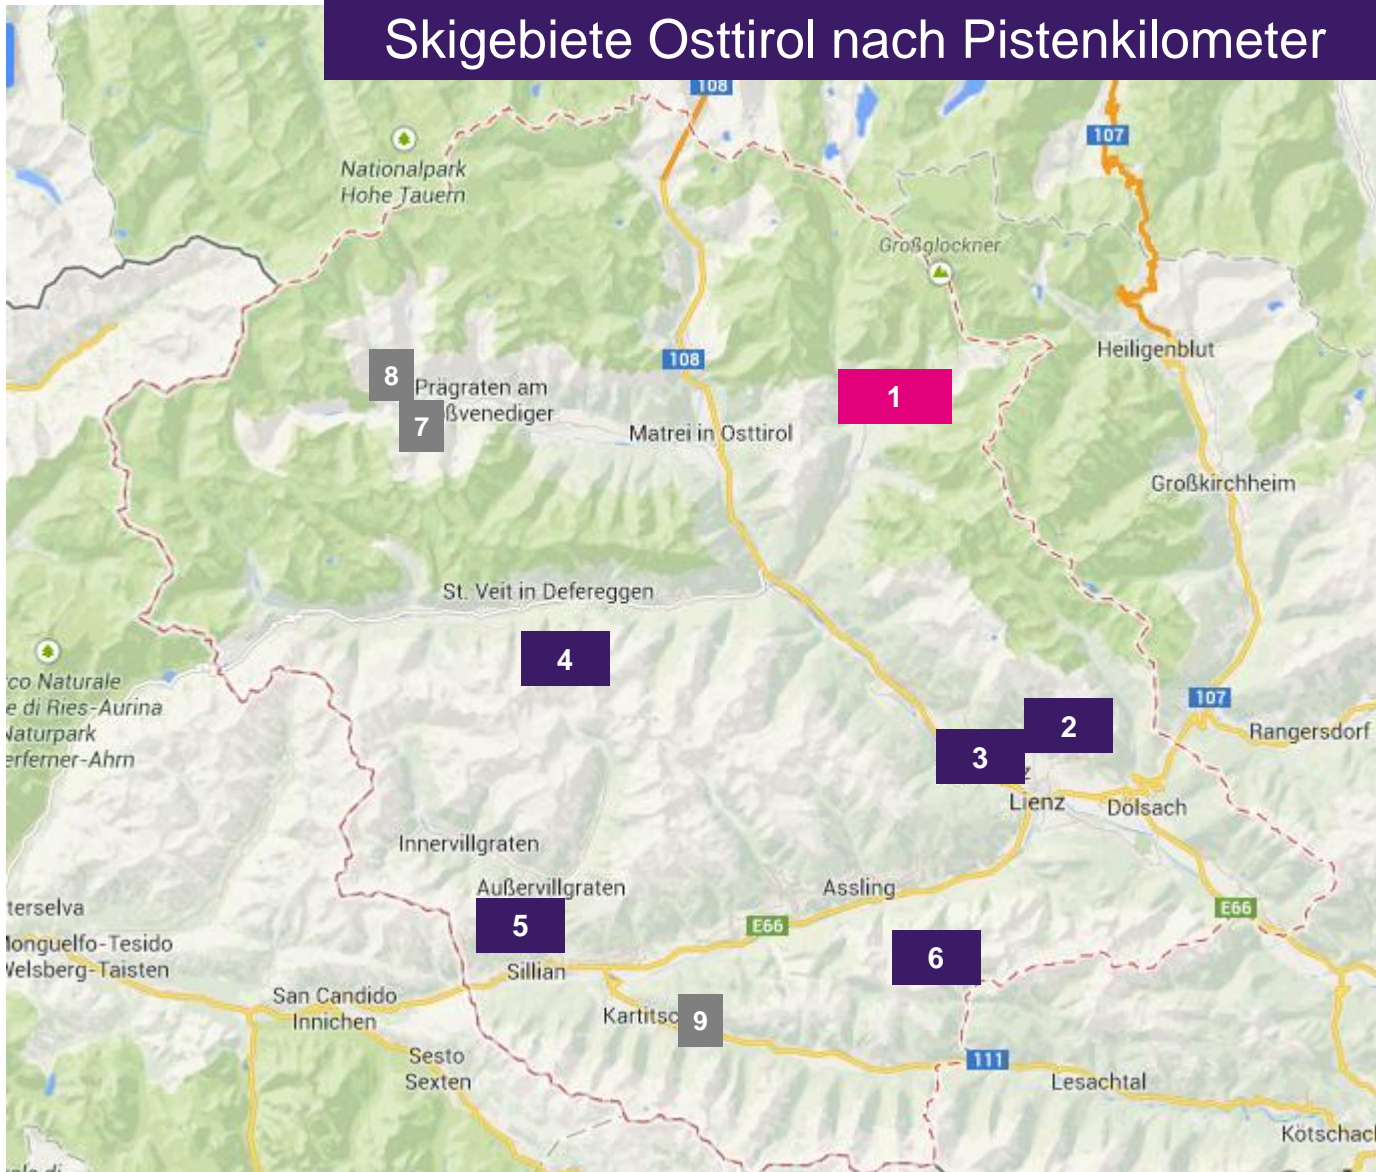 Skigebiete Osttirol nach Pistenkilometer
108
107
Nationalpark
Hohe Tauern
Großglockner
Heiligenblut
108
8
Prägraten am
ßvenediger
1
7
Matrei in Osttirol
Großkirchheim
St. Veit in Defereggen
4
rco Naturale
e di Ries-Aurina
Naturpark
erferner-Ahrn
107
2
Rangersdorf
3
z
Lienz
Dölsach
Innervillgraten
Außervillgraten
Assling
terselva
E66
5
E66
Monguelfo-Tesido
Welsberg-Taisten
6
Sillian
San Candido
Innichen
Kartitsc
9
Sesto
Sexten
111
Lesachtal
Kötschac